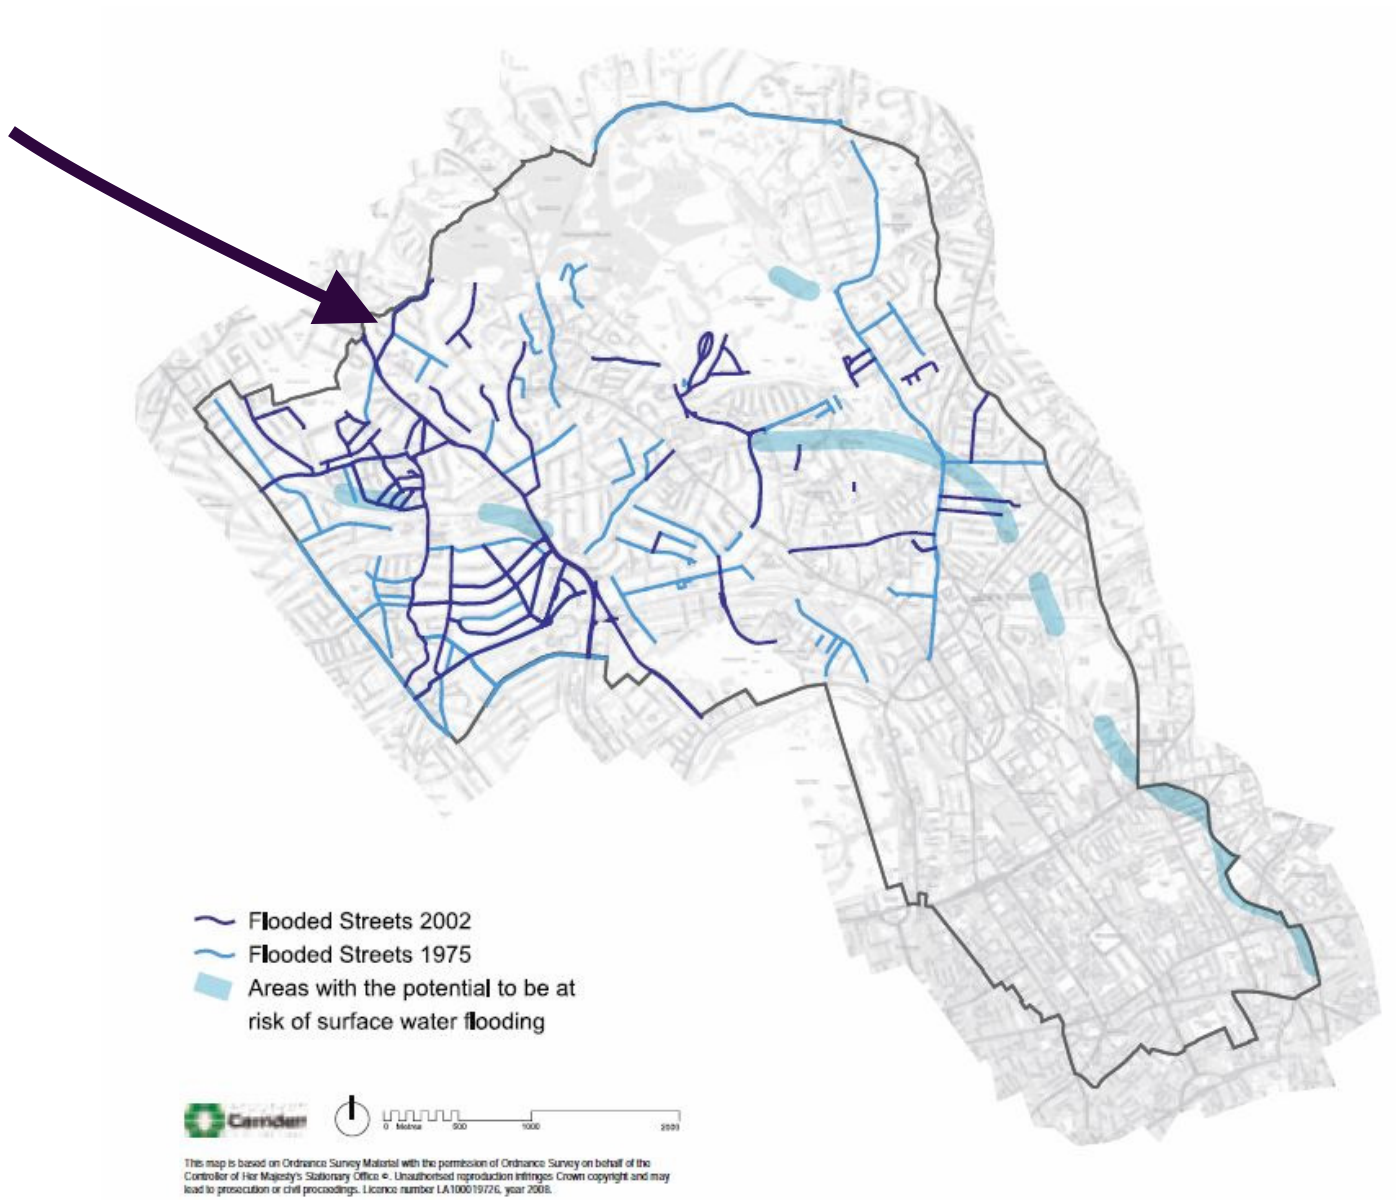 Flooded Streets 2002
Flooded Streets 1975
Areas with the potential to be at
risk of surface water flooding
Camden
0 Metres 500 1000 2000
This map is based on Ordnance Survey Material with the permission of Ordnance Survey on behalf of the
Controller of Her Majesty's Stationary Office ©. Unauthorised reproduction infringes Crown copyright and may
lead to prosecution or civil proceedings. Licence number LA100019726, year 2008.